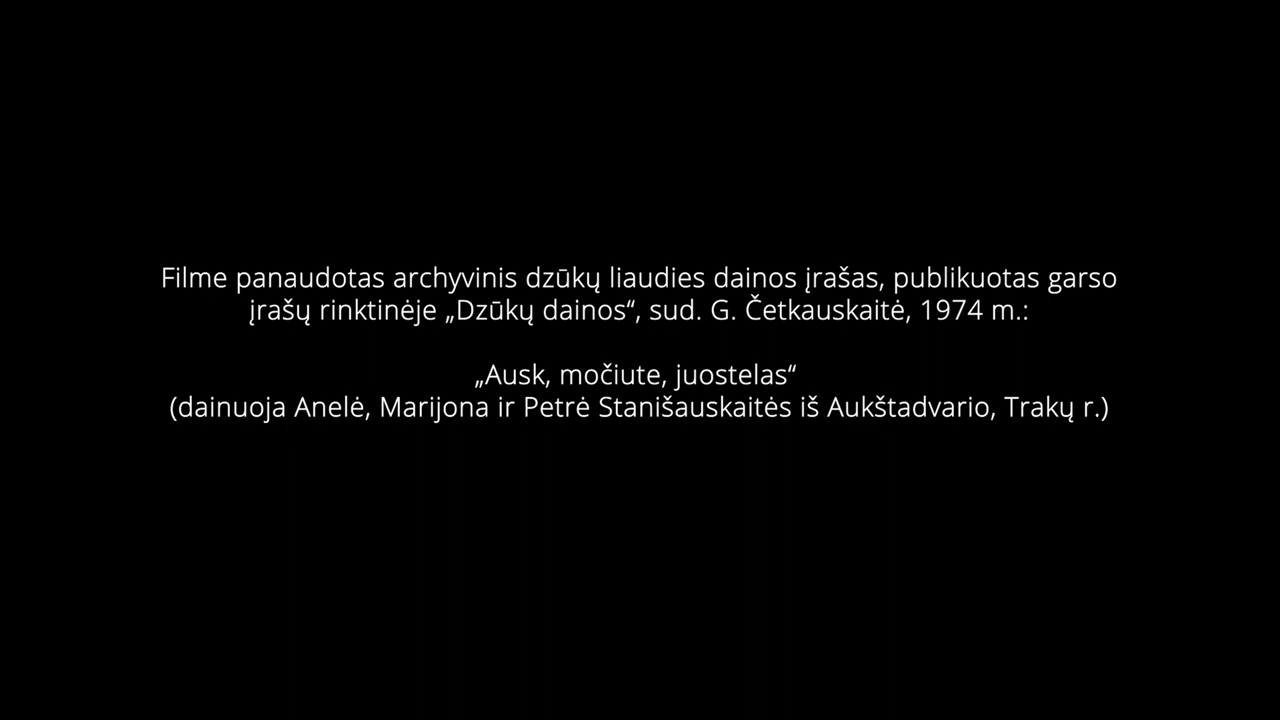 Filme panaudotas archyvinis dzūkų liaudies dainos įrašas, publikuotas garso
įrašų rinktinėje „Dzūkų dainos“, sud. G. Četkauskaitė, 1974 m.:
„Ausk, močiute, juostelas“
(dainuoja Anelė, Marijona ir Petrė Stanišauskaitės iš Aukštadvario, Trakų r.)